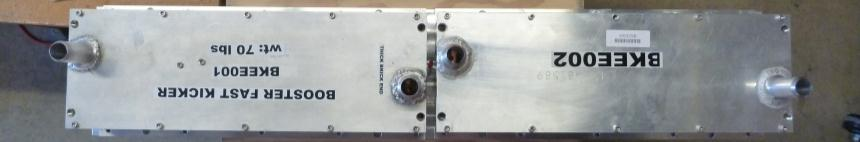 BOOSTER FAST KICKER
BKEE001
wt: 70 lbs
THICK BRICK END
BKEE002